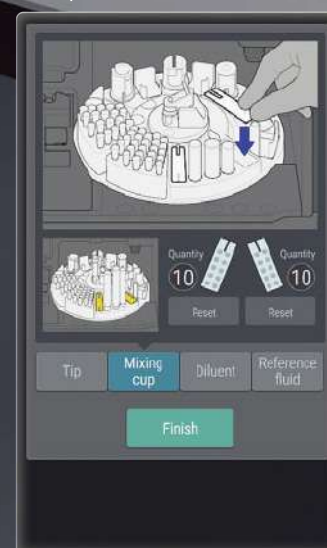 Quantity
10
Quantity
10
Reset
Reset
Tip
Mixing
cup
Diluent
Reference
fluid
Finish